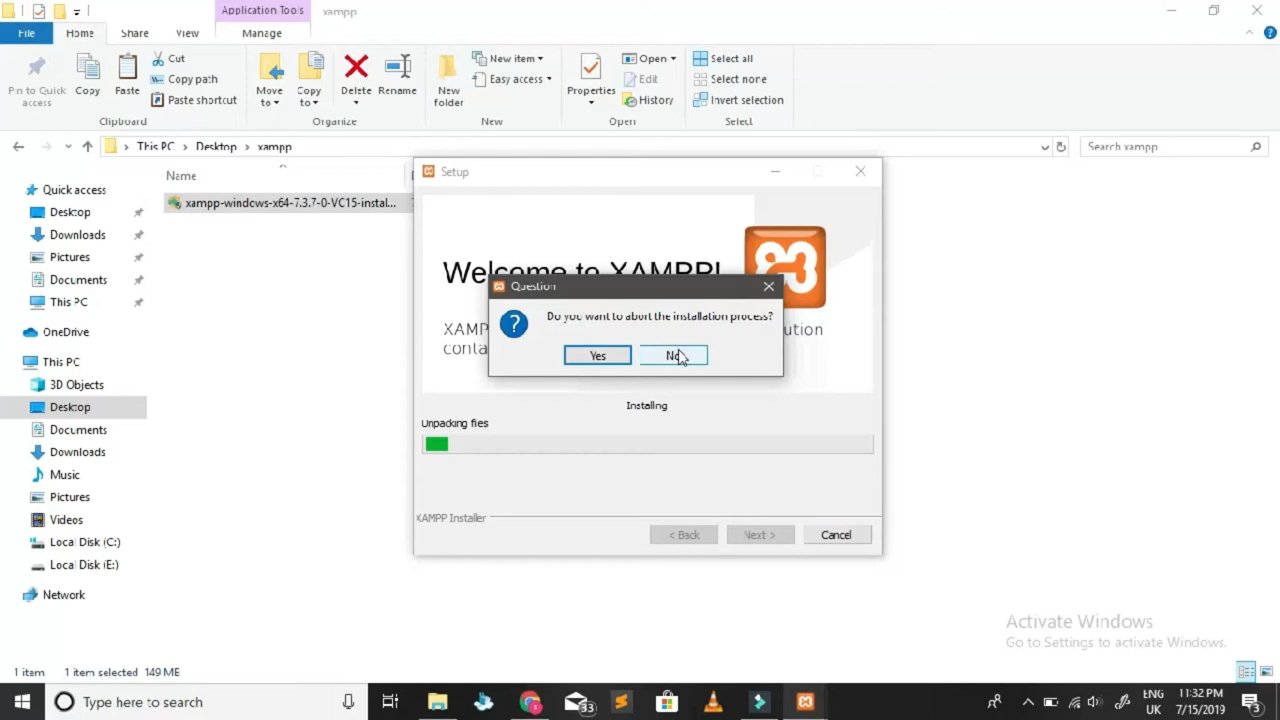 Application Tools
xampp
File
Home
Share
View
Manage
Pin to Quick
access
Copy
Paste
Cut
Copy path
Paste shortcut
Clipboard
Move
to
Copy
to
Delete
Rename
Organize
New
folder
New item
Easy access
New
Properties
Open
Edit
History
Open
Select all
Select none
Invert selection
Select
This PC > Desktop > xampp
Search xampp
Name
xampp-windows-x64-7.3.7-0-VC15-instal...
Quick access
Desktop
Downloads
Pictures
Documents
This PC
OneDrive
This PC
3D Objects
Desktop
Documents
Downloads
Music
Pictures
Videos
Local Disk (C:)
Local Disk (E:)
Network
Setup
Welcome to XAMPP!
Question
Do you want to abort the installation process?
Yes
No
Installing
Unpacking files
XAMPP Installer
< Back
Next >
Cancel
Activate Windows
Go to Settings to activate Windows.
1 item
1 item selected 149 MB
Type here to search
33
ENG
UK
11:32 PM
7/15/2019
3